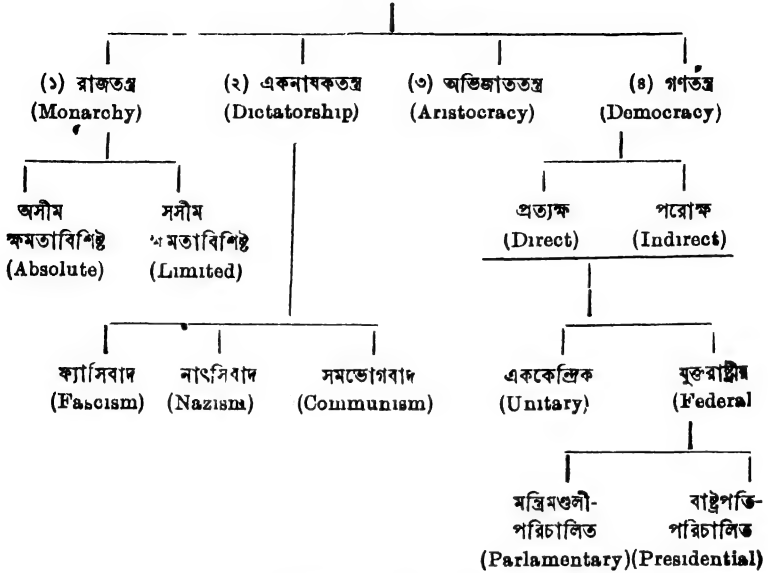 (১) রাজতন্ত্র (২) একনাযকতন্ত্র (৩) অভিজাততন্ত্র (৪) গণতন্ত্র
(Monarchy) (Dictatorship) (Aristocracy) (Democracy)
অসীম সসীম প্রত্যক্ষ পরোক্ষ
ক্ষমতাবিশিষ্ট ক্ষমতাবিশিষ্ট (Direct) (Indirect)
(Absolute) (Limited)
ফ্যাসিবাদ নাৎসিবাদ সমভোগবাদ এককেন্দ্রিক যুক্তরাষ্ট্রীয়
(Fascism) (Nazism) (Communism) (Unitary) (Federal
মন্ত্রিমণ্ডলী- বাষ্ট্রপতি-
পরিচালিত পরিচালিত
(Parliamentary) (Presidential)